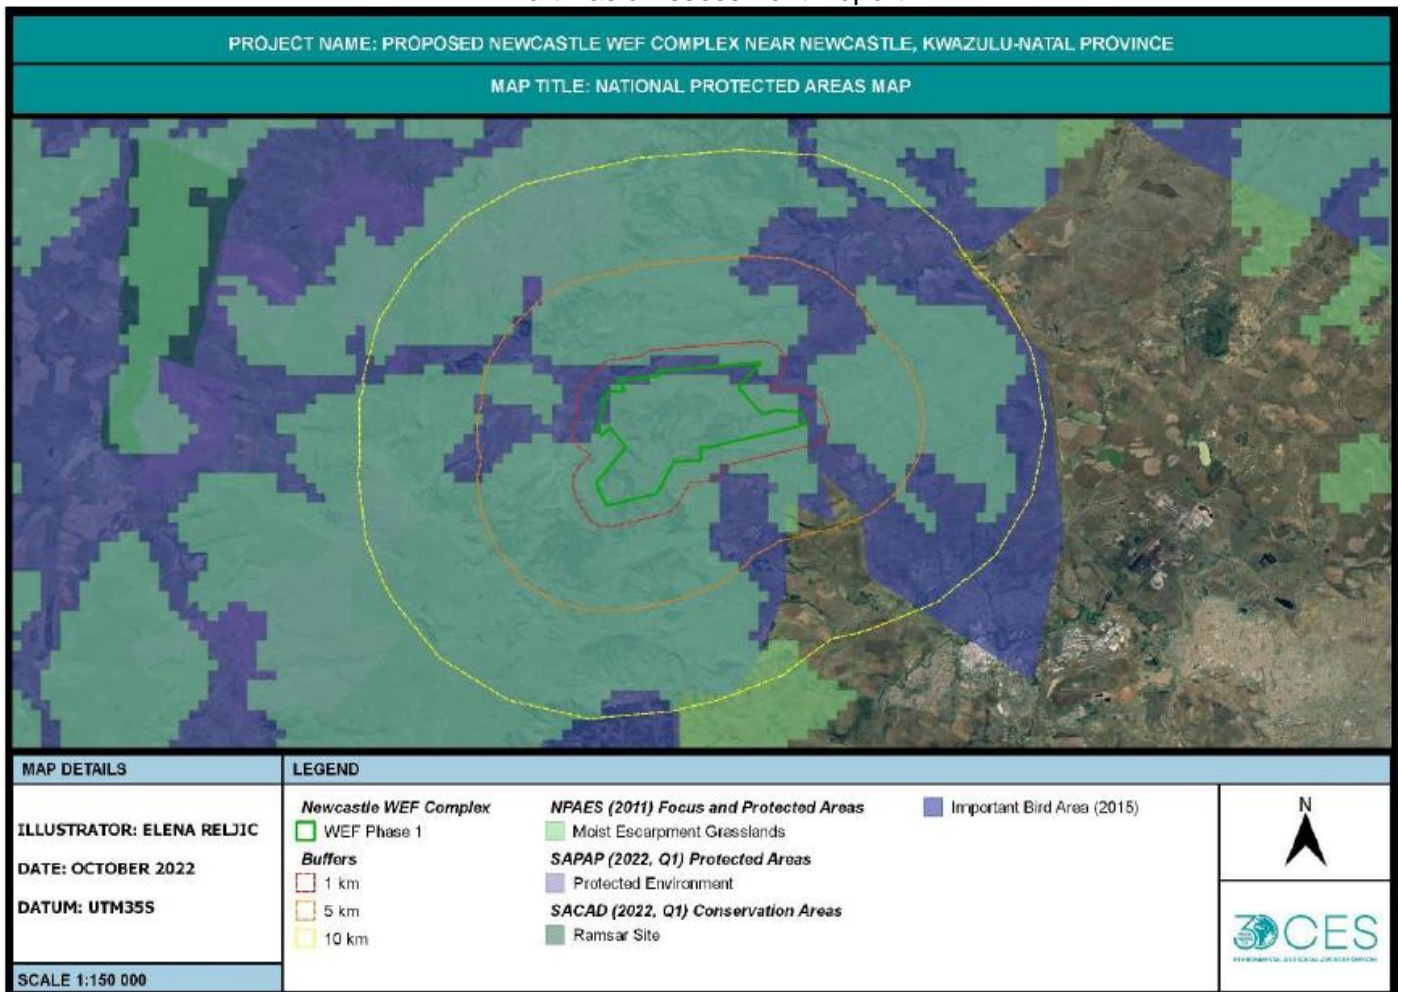 PROJECT NAME: PROPOSED NEWCASTLE WEF COMPLEX NEAR NEWCASTLE, KWAZULU-NATAL PROVINCE
MAP TITLE: NATIONAL PROTECTED AREAS MAP
MAP DETAILS
ILLUSTRATOR: ELENA RELJIC
DATE: OCTOBER 2022
DATUM: UTM35S
SCALE 1:150 000
LEGEND
Newcastle WEF Complex
WEF Phase 1
Buffers
1 km
5 km
10 km
NPAES (2011) Focus and Protected Areas
Moist Escarpment Grasslands
SAPAP (2022, Q1) Protected Areas
Protected Environment
SACAD (2022, Q1) Conservation Areas
Ramsar Site
Important Bird Area (2015)
N
30 CES